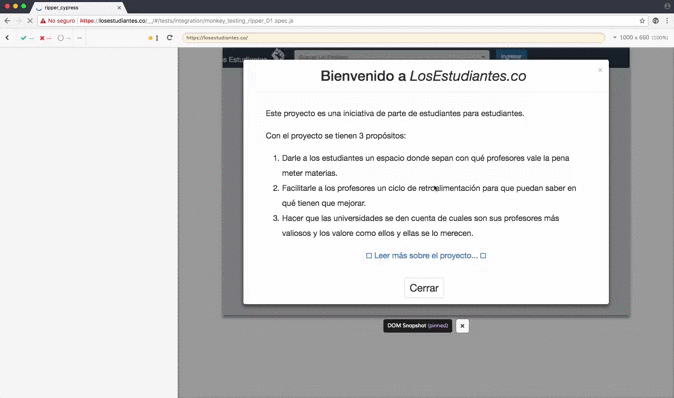 ripper_cypress
No seguro
https://losestudiantes.co/__/#/tests/integration/monkey_testing_ripper_01.spec.js
--
--
--
1
https://losestudiantes.co/
1000 x 660 (100%)
Estudiantes
Ingresar
Bienvenido a LosEstudiantes.co
×
Este proyecto es una iniciativa de parte de estudiantes para estudiantes.
Con el proyecto se tienen 3 propósitos:
1. Darle a los estudiantes un espacio donde sepan con qué profesores vale la pena
meter materias.
2. Facilitarle a los profesores un ciclo de retroalimentación para que puedan saber en
qué tienen que mejorar.
3. Hacer que las universidades se den cuenta de cuales son sus profesores más
valiosos y los valore como ellos y ellas se lo merecen.
Leer más sobre el proyecto...
Cerrar
DOM Snapshot (pinned)